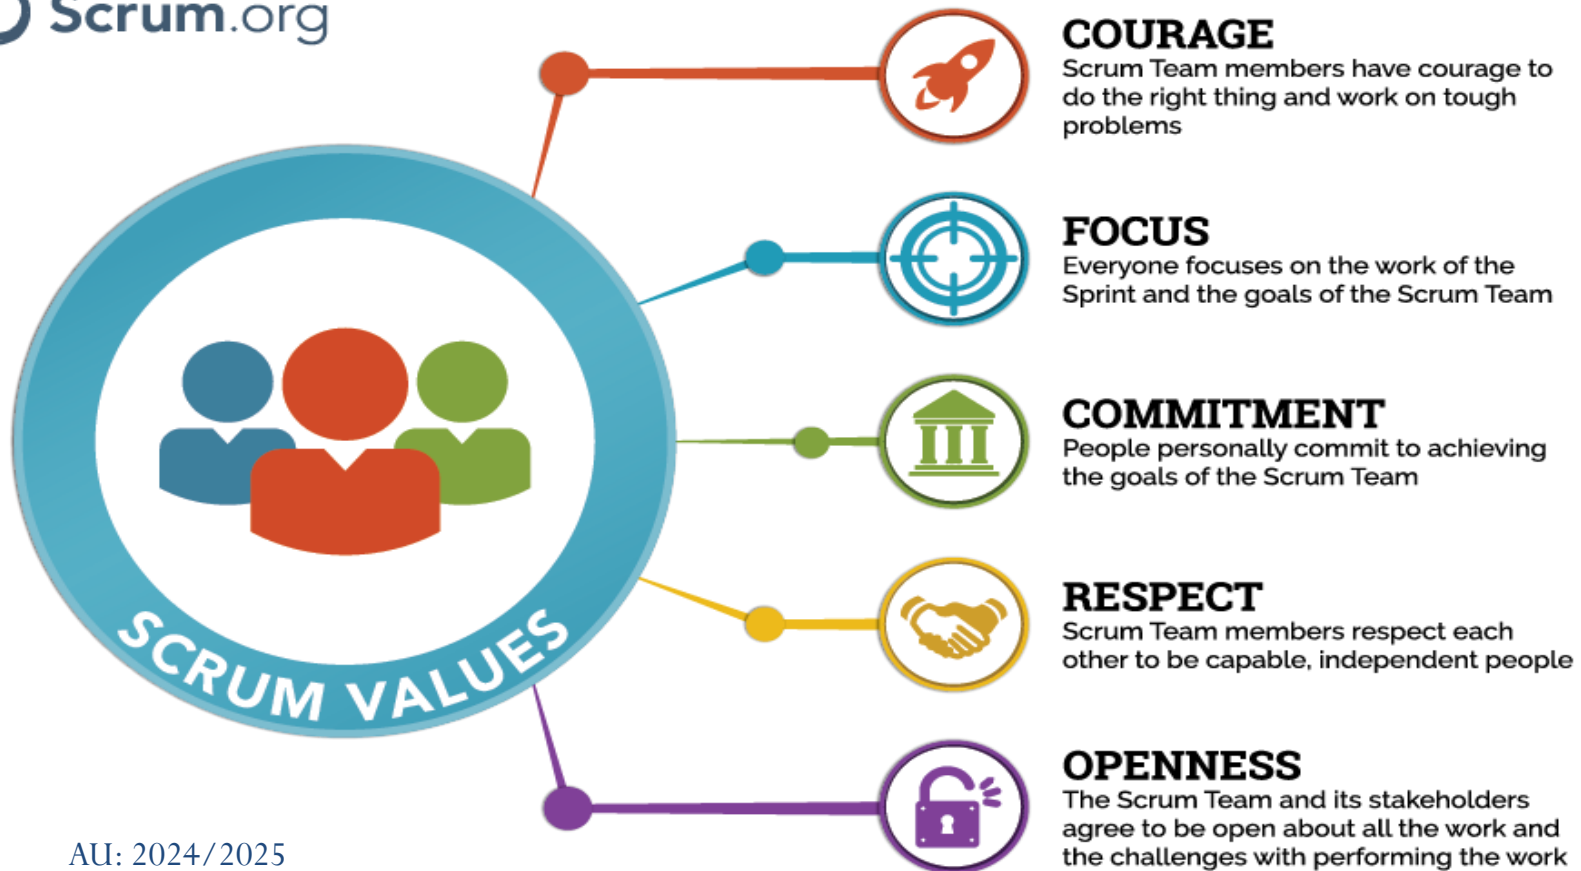 Scrum.org
COURAGE
Scrum Team members have courage to
do the right thing and work on tough
problems
FOCUS
Everyone focuses on the work of the
Sprint and the goals of the Scrum Team
COMMITMENT
People personally commit to achieving
the goals of the Scrum Team
RESPECT
Scrum Team members respect each
other to be capable, independent people
OPENNESS
The Scrum Team and its stakeholders
agree to be open about all the work and
the challenges with performing the work
SCRUM VALUES
AU: 2024/2025